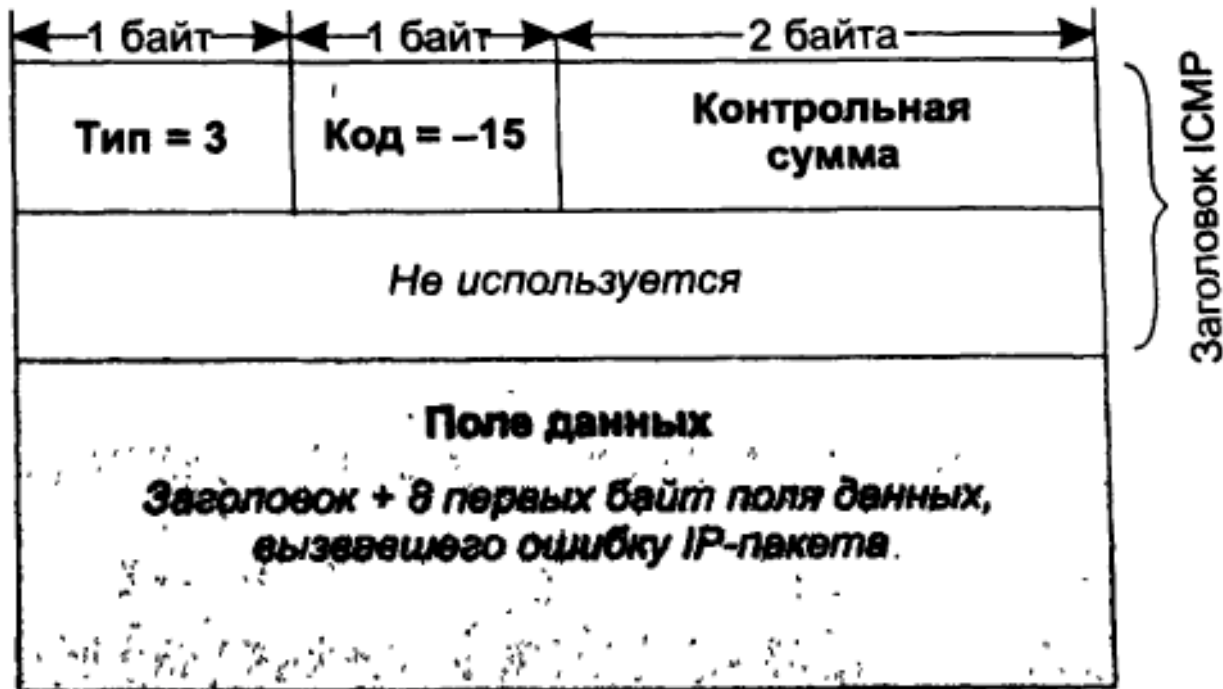 1 байт 1 байт 2 байта
Тип = 3 Код = –15 Контрольная
сумма
Не используется
Поле данных
Заголовок + 8 первых байт поля данных,
вызвавшего ошибку IP-пакета
Заголовок ICMP